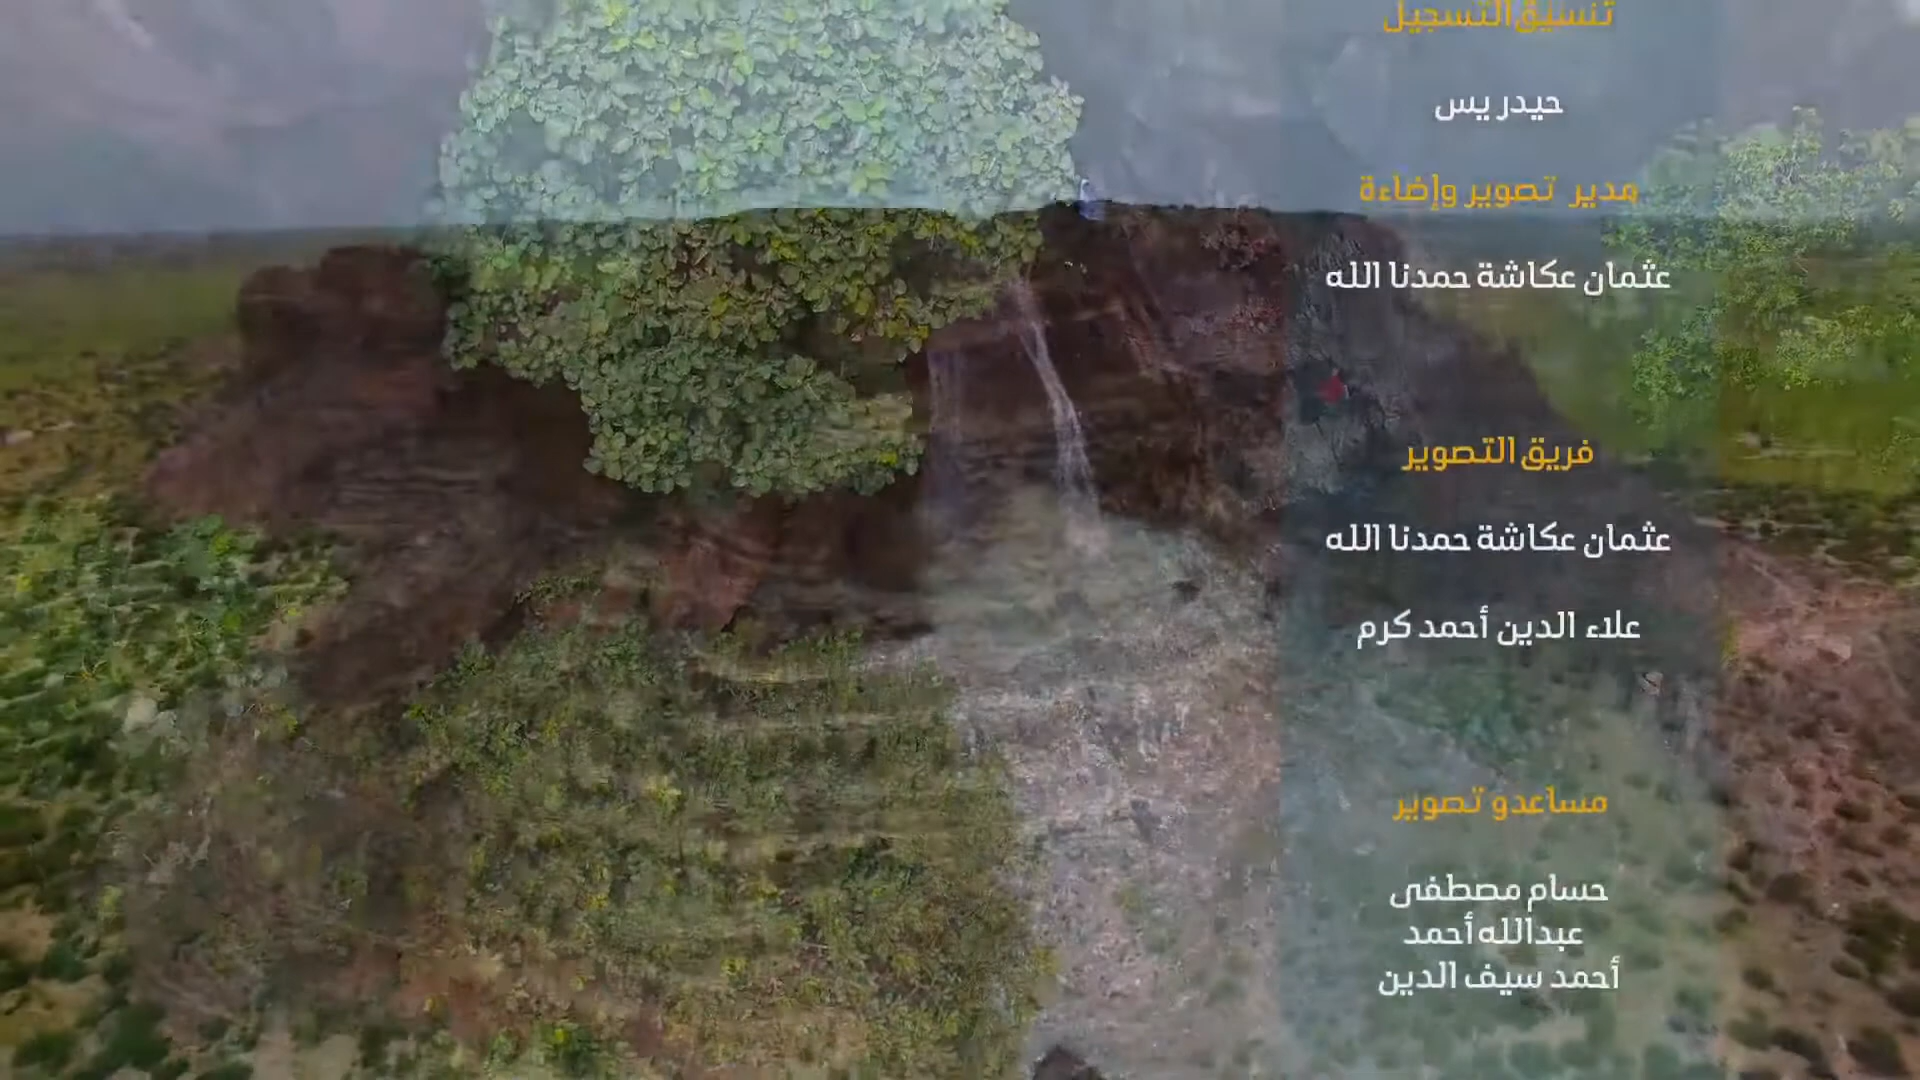 تنسيق التسجيل
حيدر يس
مدير تصوير وإضاءة
عثمان عكاشة حمدنا الله
فريق التصوير
عثمان عكاشة حمدنا الله
علاء الدين أحمد كرم
مساعدو تصوير
حسام مصطفى
عبدالله أحمد
أحمد سيف الدين